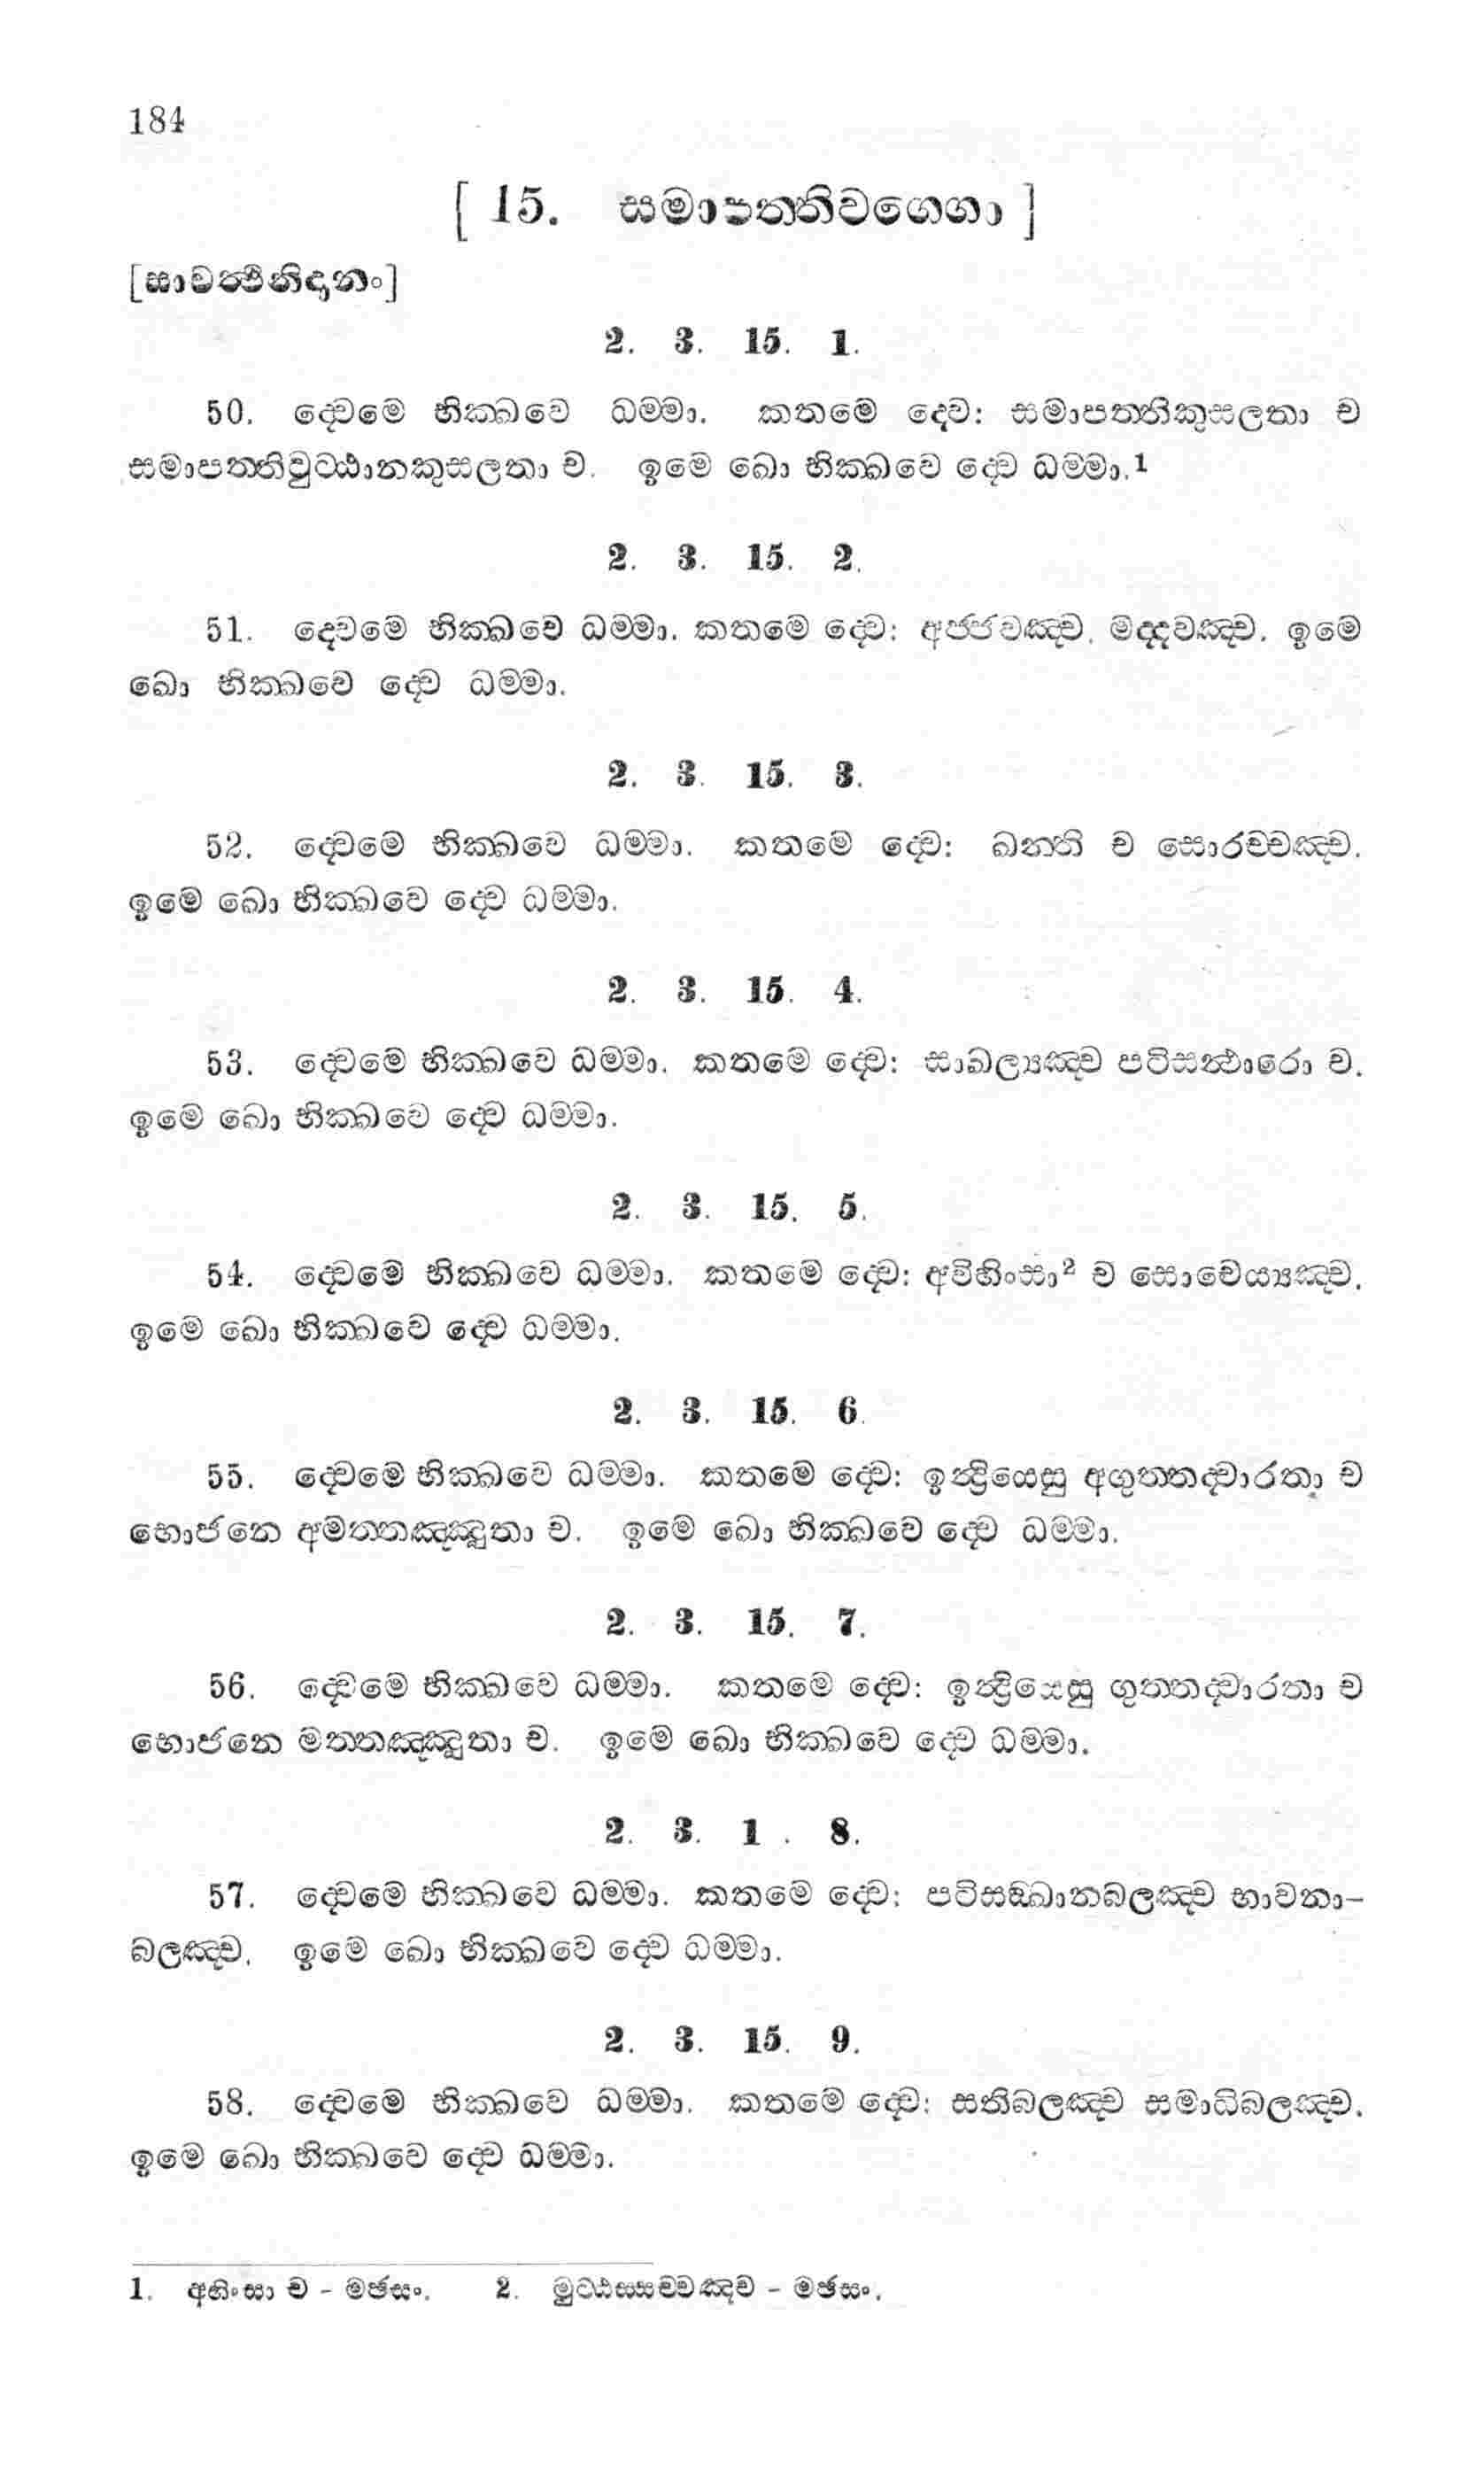 184
[ 15. සමාපත්තිවග්ගො ]
[සාවත්ථිනිදානං]
2. 3. 15. 1.
50. ද්වෙමෙ භික්ඛවෙ ධම්මා. කතමෙ ද්වෙ: සමාපත්තිකුසලතා ච
සමාපත්තිවුට්ඨානකුසලතා ච. ඉමෙ ඛො භික්ඛවෙ ද්වෙ ධම්මා.1
2. 3. 15. 2.
51. ද්වෙමෙ භික්ඛවෙ ධම්මා. කතමෙ ද්වෙ: අජ්ජවඤ්ච, මද්දවඤ්ච. ඉමෙ
ඛො භික්ඛවෙ ද්වෙ ධම්මා.
2. 3. 15. 3.
52. ද්වෙමෙ භික්ඛවෙ ධම්මා. කතමෙ ද්වෙ: ඛන්ති ච සොරච්චඤ්ච.
ඉමෙ ඛො භික්ඛවෙ ද්වෙ ධම්මා.
2. 3. 15. 4.
53. ද්වෙමෙ භික්ඛවෙ ධම්මා. කතමෙ ද්වෙ: සාඛල්‍යඤ්ච පටිසන්ථාරො ච.
ඉමෙ ඛො භික්ඛවෙ ද්වෙ ධම්මා.
2. 3. 15. 5.
54. ද්වෙමෙ භික්ඛවෙ ධම්මා. කතමෙ ද්වෙ: අවිහිංසා2 ච සොචෙය්‍යඤ්ච.
ඉමෙ ඛො භික්ඛවෙ ද්වෙ ධම්මා.
2. 3. 15. 6.
55. ද්වෙමෙ භික්ඛවෙ ධම්මා. කතමෙ ද්වෙ: ඉන්ද්‍රියෙසු අගුත්තද්වාරතා ච
භොජනෙ අමත්තඤ්ඤුතා ච. ඉමෙ ඛො භික්ඛවෙ ද්වෙ ධම්මා.
2. 3. 15. 7.
56. ද්වෙමෙ භික්ඛවෙ ධම්මා. කතමෙ ද්වෙ: ඉන්ද්‍රියෙසු ගුත්තද්වාරතා ච
භොජනෙ මත්තඤ්ඤුතා ච. ඉමෙ ඛො භික්ඛවෙ ද්වෙ ධම්මා.
2. 3. 1 . 8.
57. ද්වෙමෙ භික්ඛවෙ ධම්මා. කතමෙ ද්වෙ: පටිසඞ්ඛානබලඤ්ච භාවනා-
බලඤ්ච. ඉමෙ ඛො භික්ඛවෙ ද්වෙ ධම්මා.
2. 3. 15. 9.
58. ද්වෙමෙ භික්ඛවෙ ධම්මා. කතමෙ ද්වෙ: සතිබලඤ්ච සමාධිබලඤ්ච.
ඉමෙ ඛො භික්ඛවෙ ද්වෙ ධම්මා.
1. අහිංසා ච - මඡසං. 2. මුට්ඨස්සච්චඤ්ච - මඡසං.